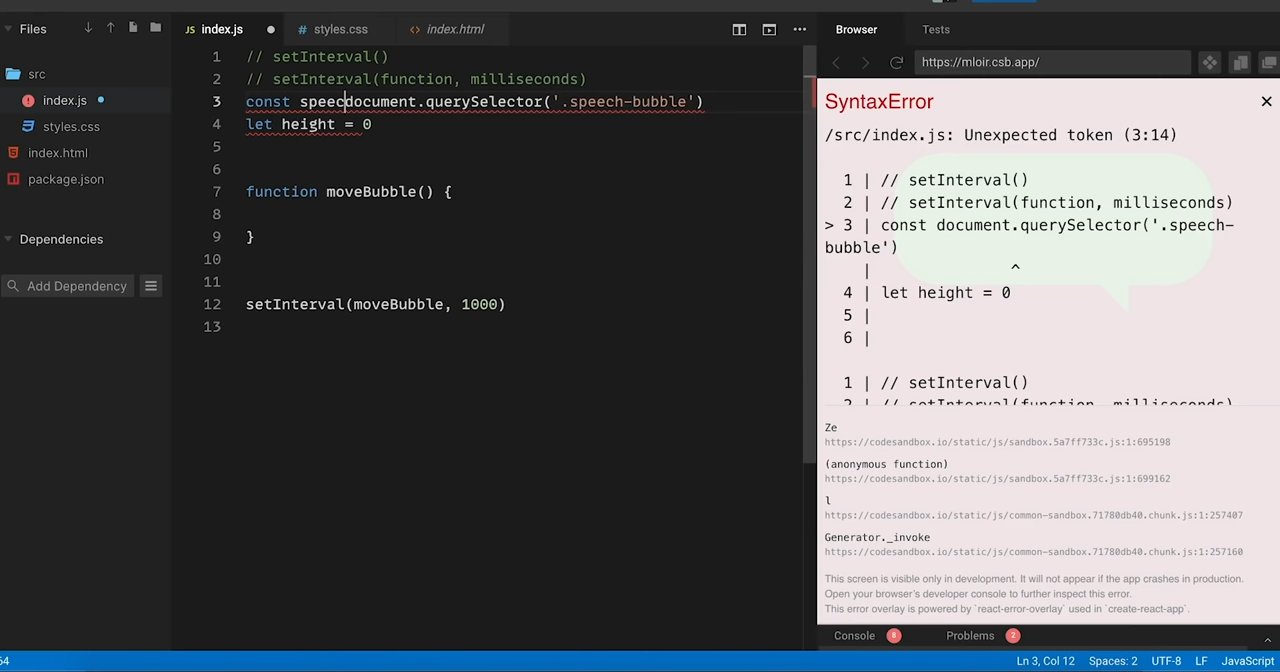 Files
JS index.js
# styles.css
<> index.html
src
index.js
styles.css
index.html
package.json
Dependencies
Add Dependency
1 // setInterval()
2 // setInterval(function, milliseconds)
3 const speecdocument.querySelector('.speech-bubble')
4 let height = 0
5
6
7 function moveBubble() {
8
9 }
10
11
12 setInterval(moveBubble, 1000)
13
Browser
Tests
https://mloir.csb.app/
SyntaxError
/src/index.js: Unexpected token (3:14)
1 | // setInterval()
2 | // setInterval(function, milliseconds)
> 3 | const document.querySelector('.speech-
bubble')
| ^
4 | let height = 0
5 |
6 |
1 | // setInterval()
2 | // setInterval(function, milliseconds)
Ze
https://codesandbox.io/static/js/sandbox.5a7ff733c.js:1:695198
(anonymous function)
https://codesandbox.io/static/js/sandbox.5a7ff733c.js:1:699162
l
https://codesandbox.io/static/js/common-sandbox.71780db40.chunk.js:1:257407
Generator._invoke
https://codesandbox.io/static/js/common-sandbox.71780db40.chunk.js:1:257160
This screen is visible only in development. It will not appear if the app crashes in production.
Open your browser's developer console to further inspect this error.
This error overlay is powered by `react-error-overlay` used in `create-react-app`.
Console 8
Problems 2
64
Ln 3, Col 12 Spaces: 2 UTF-8 LF JavaScript